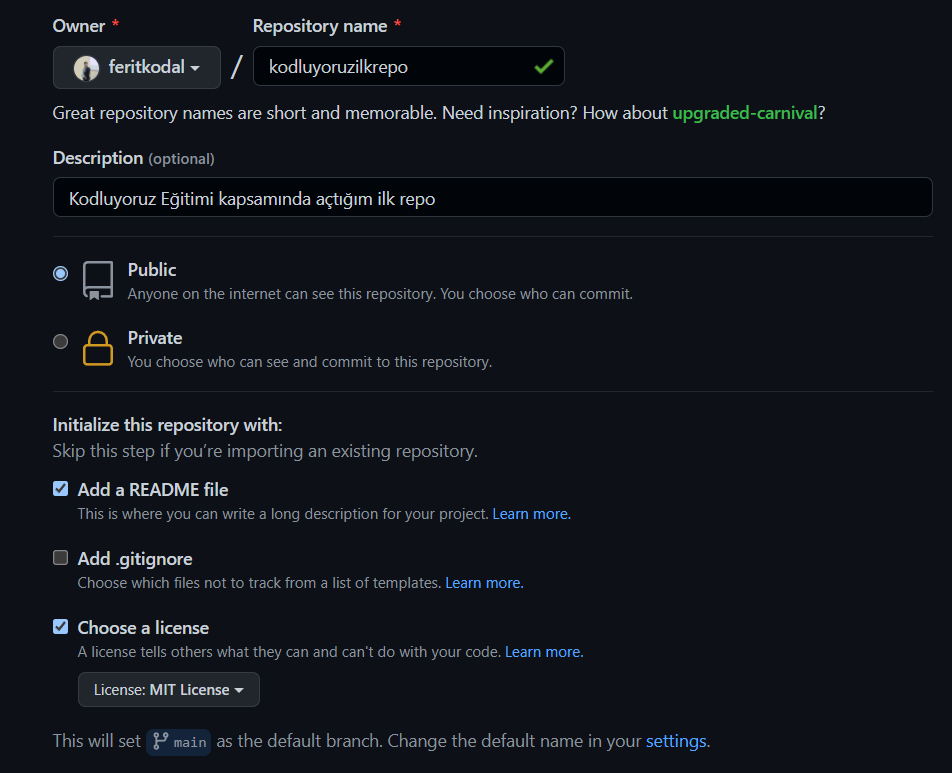 Owner * Repository name *
feritkodal / kodluyoruzilkrepo
Great repository names are short and memorable. Need inspiration? How about upgraded-carnival?
Description (optional)
Kodluyoruz Eğitimi kapsamında açtığım ilk repo
Public
Anyone on the internet can see this repository. You choose who can commit.
Private
You choose who can see and commit to this repository.
Initialize this repository with:
Skip this step if you’re importing an existing repository.
Add a README file
This is where you can write a long description for your project. Learn more.
Add .gitignore
Choose which files not to track from a list of templates. Learn more.
Choose a license
A license tells others what they can and can't do with your code. Learn more.
License: MIT License
This will set main as the default branch. Change the default name in your settings.